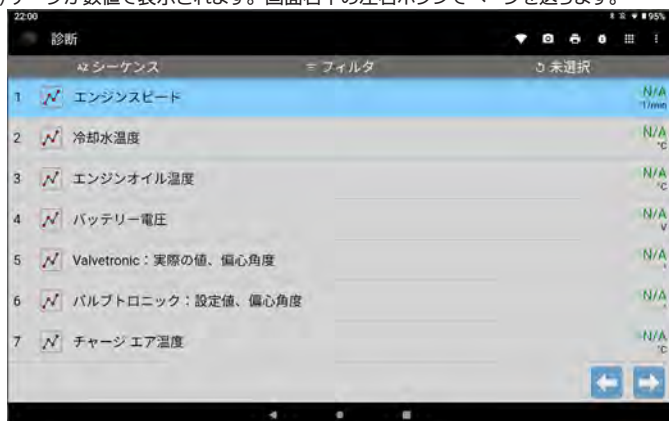 データが数値で表示されます。画面右下の左右ボタンでページを送ります。
22:00 95%
診断
AZ シーケンス フィルタ 未選択
1 エンジンスピード N/A 1/min
2 冷却水温度 N/A °C
3 エンジンオイル温度 N/A °C
4 バッテリー電圧 N/A V
5 Valvetronic：実際の値、偏心角度 N/A °
6 バルブトロニック：設定値、偏心角度 N/A °
7 チャージ エア温度 N/A °C